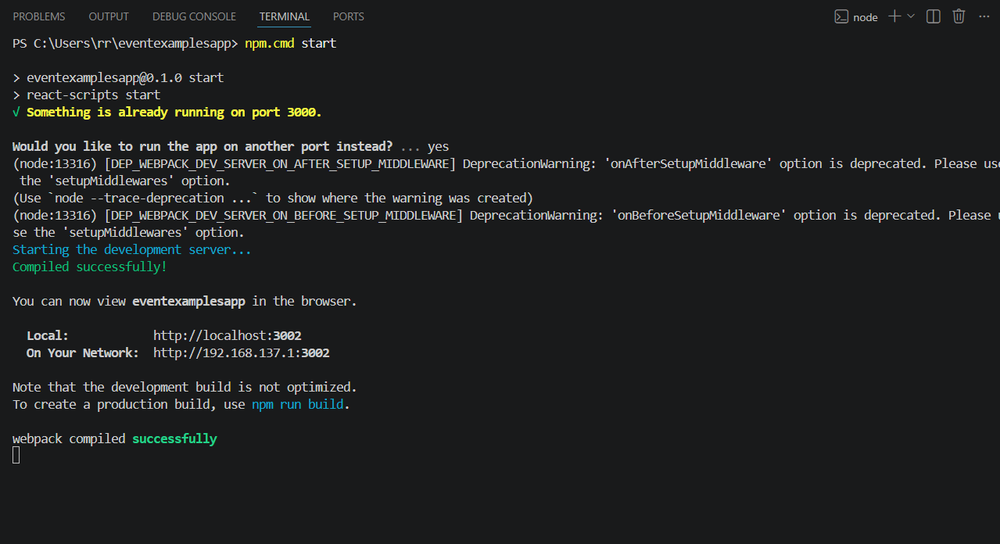 PROBLEMS OUTPUT DEBUG CONSOLE TERMINAL PORTS node
PS C:\Users\rr\eventexamplesapp> npm.cmd start
> eventexamplesapp@0.1.0 start
> react-scripts start
√ Something is already running on port 3000.
Would you like to run the app on another port instead? ... yes
(node:13316) [DEP_WEBPACK_DEV_SERVER_ON_AFTER_SETUP_MIDDLEWARE] DeprecationWarning: 'onAfterSetupMiddleware' option is deprecated. Please use
the 'setupMiddlewares' option.
(Use `node --trace-deprecation ...` to show where the warning was created)
(node:13316) [DEP_WEBPACK_DEV_SERVER_ON_BEFORE_SETUP_MIDDLEWARE] DeprecationWarning: 'onBeforeSetupMiddleware' option is deprecated. Please u
se the 'setupMiddlewares' option.
Starting the development server...
Compiled successfully!
You can now view eventexamplesapp in the browser.
Local: http://localhost:3002
On Your Network: http://192.168.137.1:3002
Note that the development build is not optimized.
To create a production build, use npm run build.
webpack compiled successfully